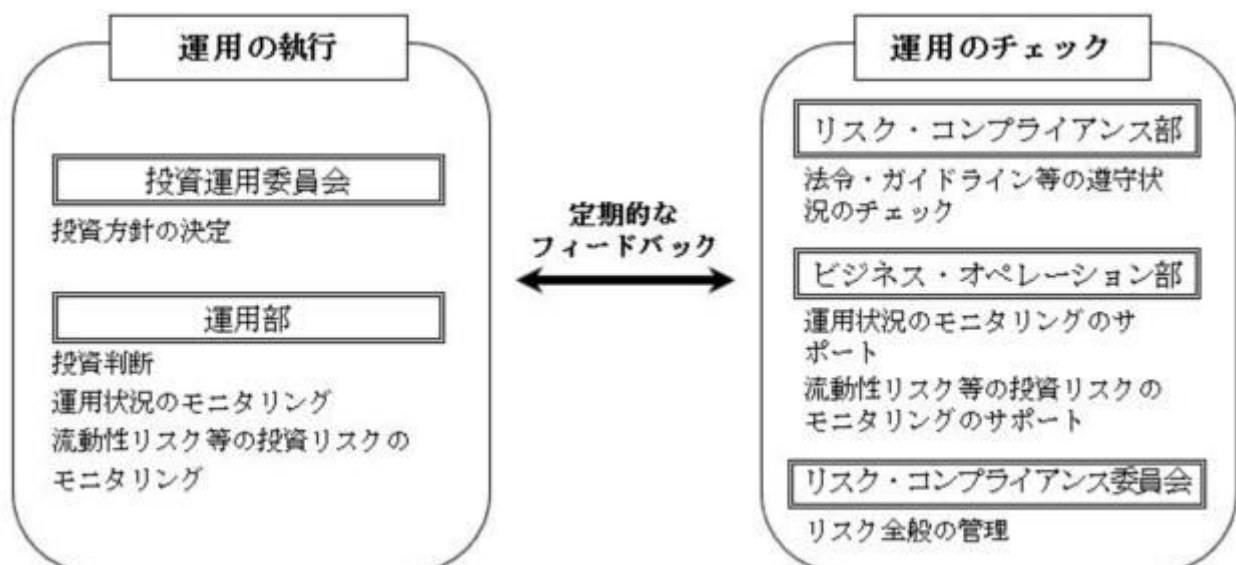 運用の執行
投資運用委員会
投資方針の決定
運用部
投資判断
運用状況のモニタリング
流動性リスク等の投資リスクの
モニタリング
定期的な
フィードバック
運用のチェック
リスク・コンプライアンス部
法令・ガイドライン等の遵守状
況のチェック
ビジネス・オペレーション部
運用状況のモニタリングのサ
ポート
流動性リスク等の投資リスクの
モニタリングのサポート
リスク・コンプライアンス委員会
リスク全般の管理